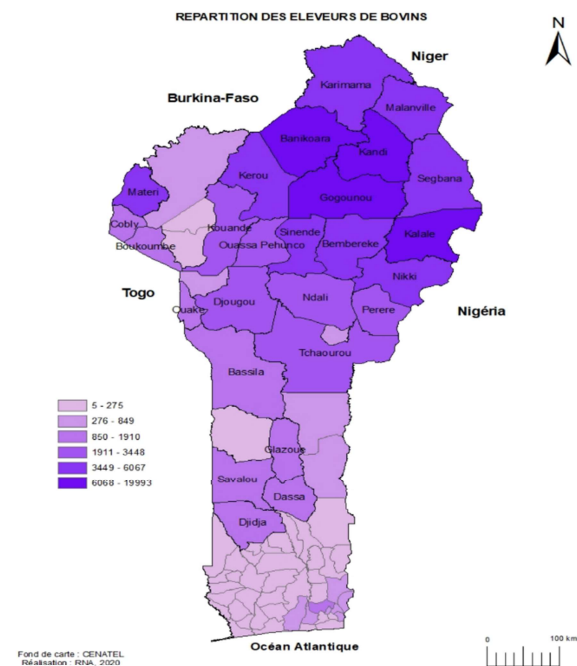 REPARTITION DES ELEVEURS DE BOVINS
N
Niger
Karimama
Burkina-Faso
Malanville
Banikoara
Kandi
Kerou
Segbana
Materi
Gogounou
Cobly
Kouande
Boukoumbe
Ouassa Pehunco
Sinende
Bembereke
Kalale
Nikki
Togo
Ouake
Djougou
Ndali
Perere
Nigéria
Tchaourou
Bassila
5 - 275
276 - 849
850 - 1910
1911 - 3448
3449 - 6067
6068 - 19993
Glazoue
Savalou
Dassa
Djidja
Océan Atlantique
Fond de carte : CENATEL
Réalisation : RNA, 2020
0 100 km